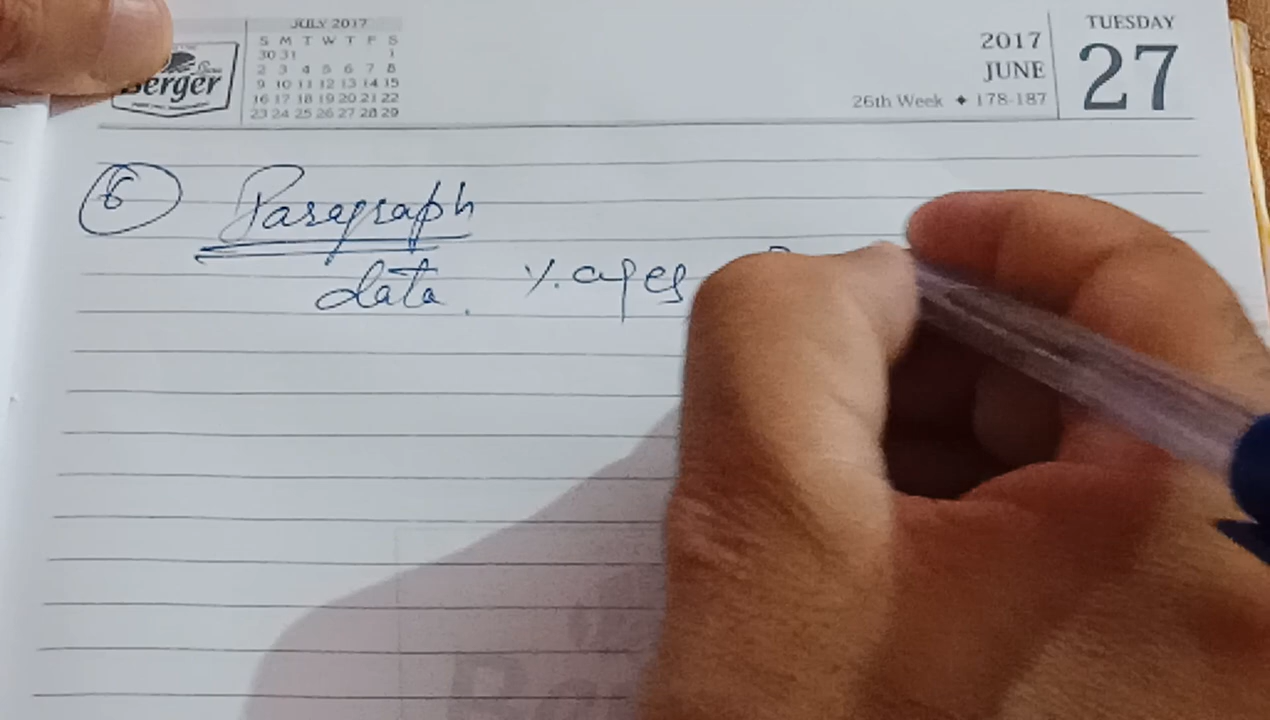 Berger
JULY 2017
S M T W T F S
30 31 1
2 3 4 5 6 7 8
9 10 11 12 13 14 15
16 17 18 19 20 21 22
23 24 25 26 27 28 29
2017
JUNE
26th Week ◆ 178-187
TUESDAY
27
6 Paragraph
data. %.ages